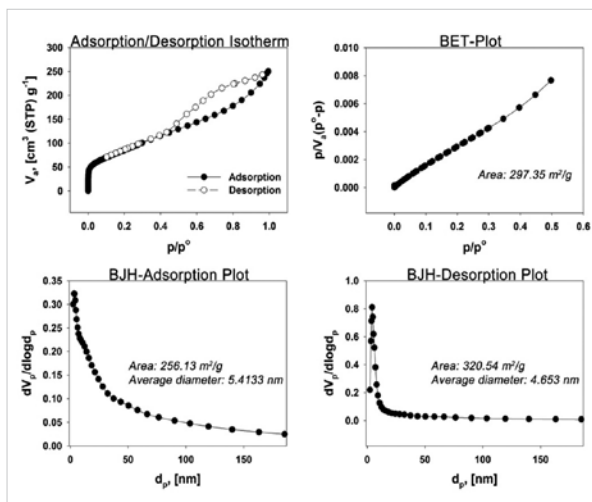 Adsorption/Desorption Isotherm
300
250
200
150
100
50
0
Vₐ, [cm³ (STP) g⁻¹]
Adsorption
Desorption
0.0 0.2 0.4 0.6 0.8 1.0
p/p°
BET-Plot
0.010
0.008
0.006
0.004
0.002
0.000
p/Vₐ(p°-p)
Area: 297.35 m²/g
0.0 0.1 0.2 0.3 0.4 0.5 0.6
p/p°
BJH-Adsorption Plot
0.35
0.30
0.25
0.20
0.15
0.10
0.05
0.00
dVₚ/dlogdₚ
Area: 256.13 m²/g
Average diameter: 5.4133 nm
0 50 100 150
dₚ, [nm]
BJH-Desorption Plot
1.0
0.8
0.6
0.4
0.2
0.0
dVₚ/dlogdₚ
Area: 320.54 m²/g
Average diameter: 4.653 nm
0 50 100 150
dₚ, [nm]